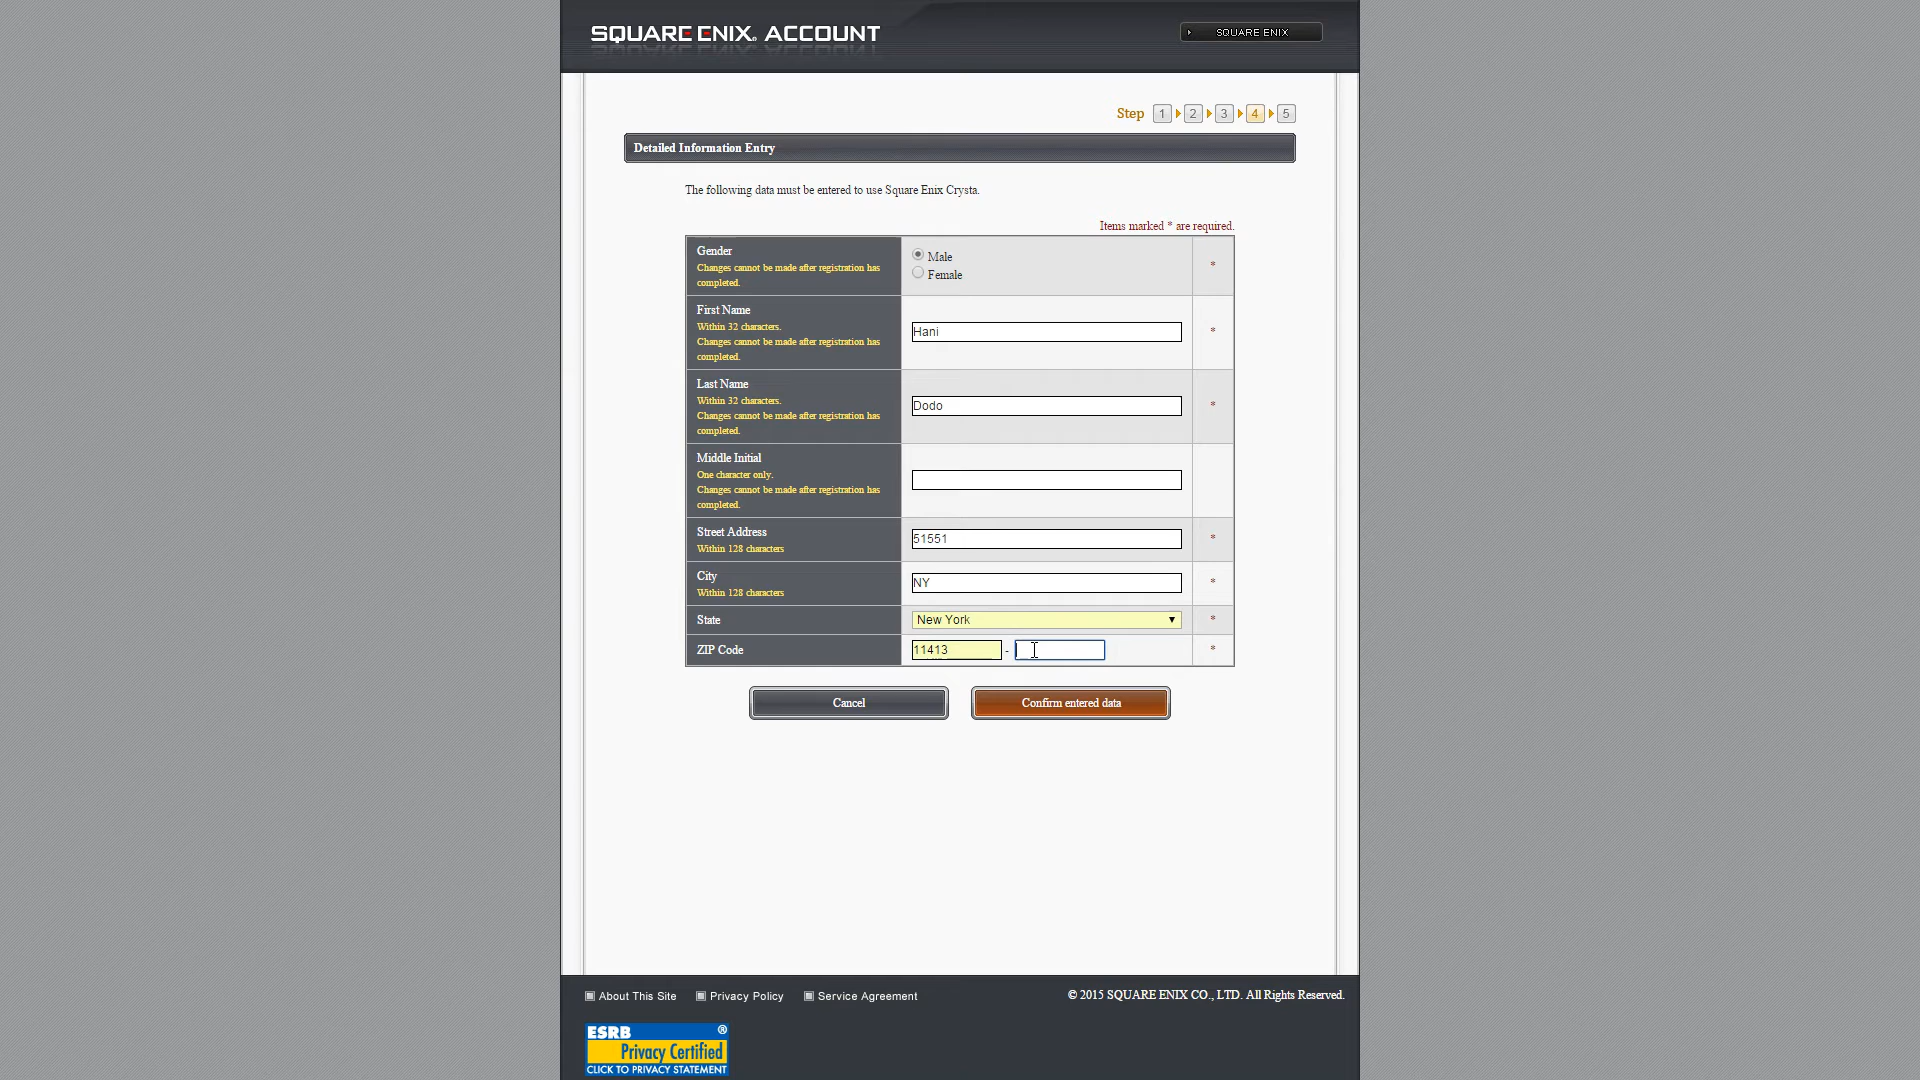 SQUARE ENIX. ACCOUNT
SQUARE ENIX
Step 1 2 3 4 5
Detailed Information Entry
The following data must be entered to use Square Enix Crysta.
Items marked * are required.
Gender
Changes cannot be made after registration has
completed.
Male
Female
*
First Name
Within 32 characters.
Changes cannot be made after registration has
completed.
Hani
*
Last Name
Within 32 characters.
Changes cannot be made after registration has
completed.
Dodo
*
Middle Initial
One character only.
Changes cannot be made after registration has
completed.
Street Address
Within 128 characters
51551
*
City
Within 128 characters
NY
*
State
New York
*
ZIP Code
11413 -
*
Cancel
Confirm entered data
About This Site
Privacy Policy
Service Agreement
© 2015 SQUARE ENIX CO., LTD. All Rights Reserved.
ESRB ®
Privacy Certified
CLICK TO PRIVACY STATEMENT